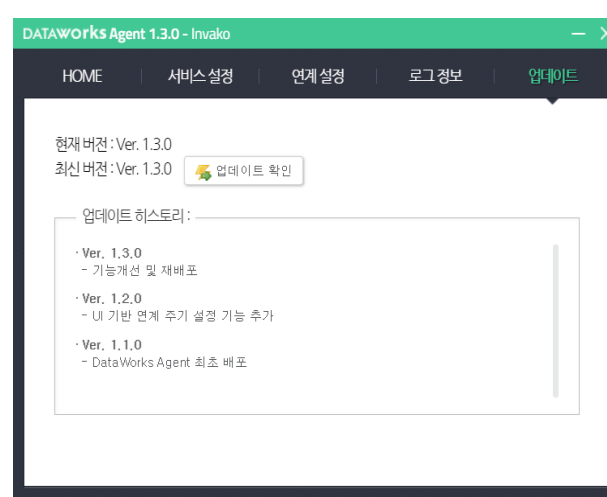 DATAWorks Agent 1.3.0 - Invako
HOME 서비스 설정 연계 설정 로그 정보 업데이트
현재 버전 : Ver. 1.3.0
최신 버전 : Ver. 1.3.0 업데이트 확인
업데이트 히스토리 :
· Ver. 1.3.0
- 기능개선 및 재배포
· Ver. 1.2.0
- UI 기반 연계 주기 설정 기능 추가
· Ver. 1.1.0
- DataWorks Agent 최초 배포